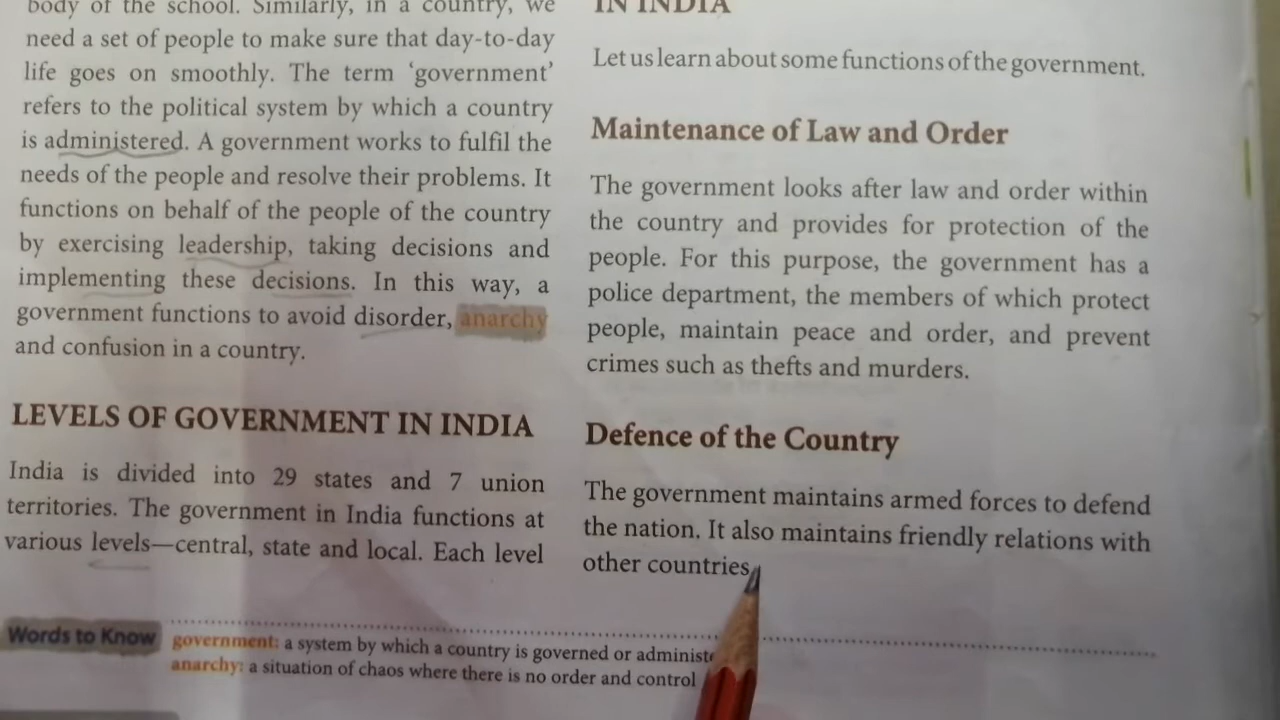 body of the school. Similarly, in a country, we
need a set of people to make sure that day-to-day
life goes on smoothly. The term ‘government’
refers to the political system by which a country
is administered. A government works to fulfil the
needs of the people and resolve their problems. It
functions on behalf of the people of the country
by exercising leadership, taking decisions and
implementing these decisions. In this way, a
government functions to avoid disorder, anarchy
and confusion in a country.
LEVELS OF GOVERNMENT IN INDIA
India is divided into 29 states and 7 union
territories. The government in India functions at
various levels—central, state and local. Each level
IN INDIA
Let us learn about some functions of the government.
Maintenance of Law and Order
The government looks after law and order within
the country and provides for protection of the
people. For this purpose, the government has a
police department, the members of which protect
people, maintain peace and order, and prevent
crimes such as thefts and murders.
Defence of the Country
The government maintains armed forces to defend
the nation. It also maintains friendly relations with
other countries.
Words to Know
government: a system by which a country is governed or
anarchy: a situation of chaos where there is no order and control